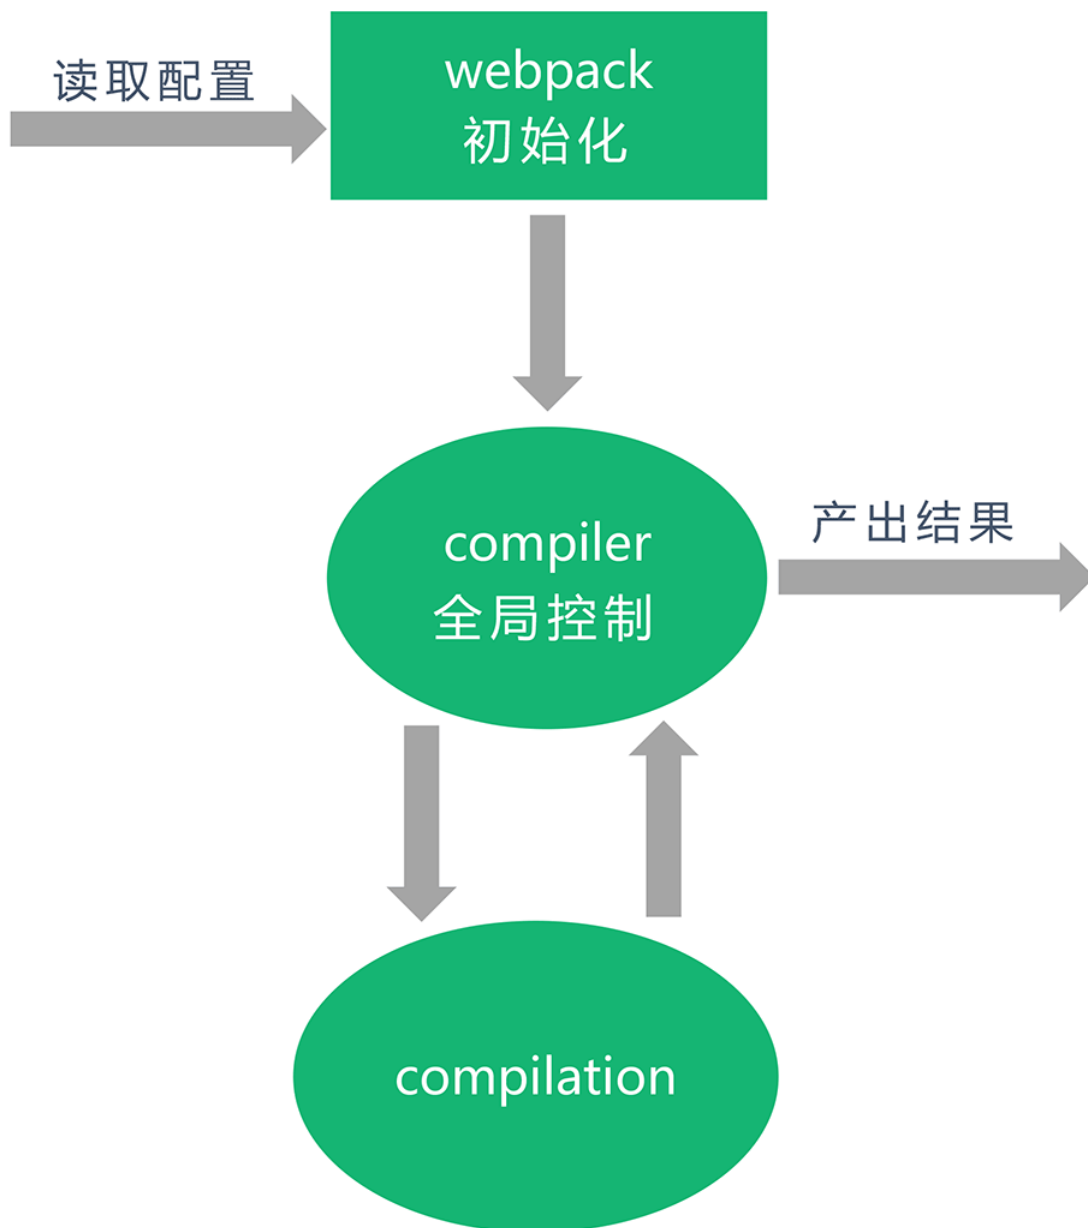 读取配置
webpack
初始化
compiler
全局控制
产出结果
compilation